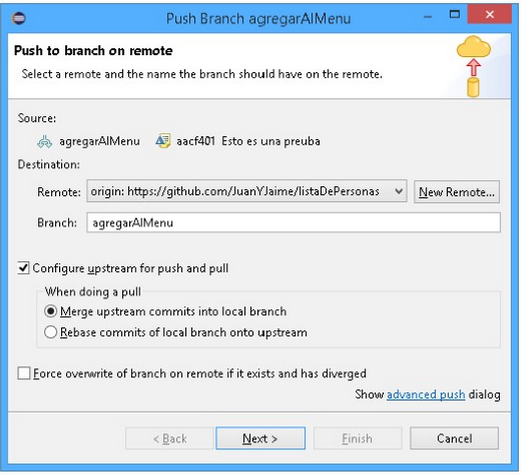 Push Branch agregarAlMenu
Push to branch on remote
Select a remote and the name the branch should have on the remote.
Source:
agregarAlMenu aacf401 Esto es una preuba
Destination:
Remote: origin: https://github.com/JuanYJaime/listaDePersonas New Remote...
Branch: agregarAlMenu
Configure upstream for push and pull
When doing a pull
Merge upstream commits into local branch
Rebase commits of local branch onto upstream
Force overwrite of branch on remote if it exists and has diverged
Show advanced push dialog
< Back Next > Finish Cancel